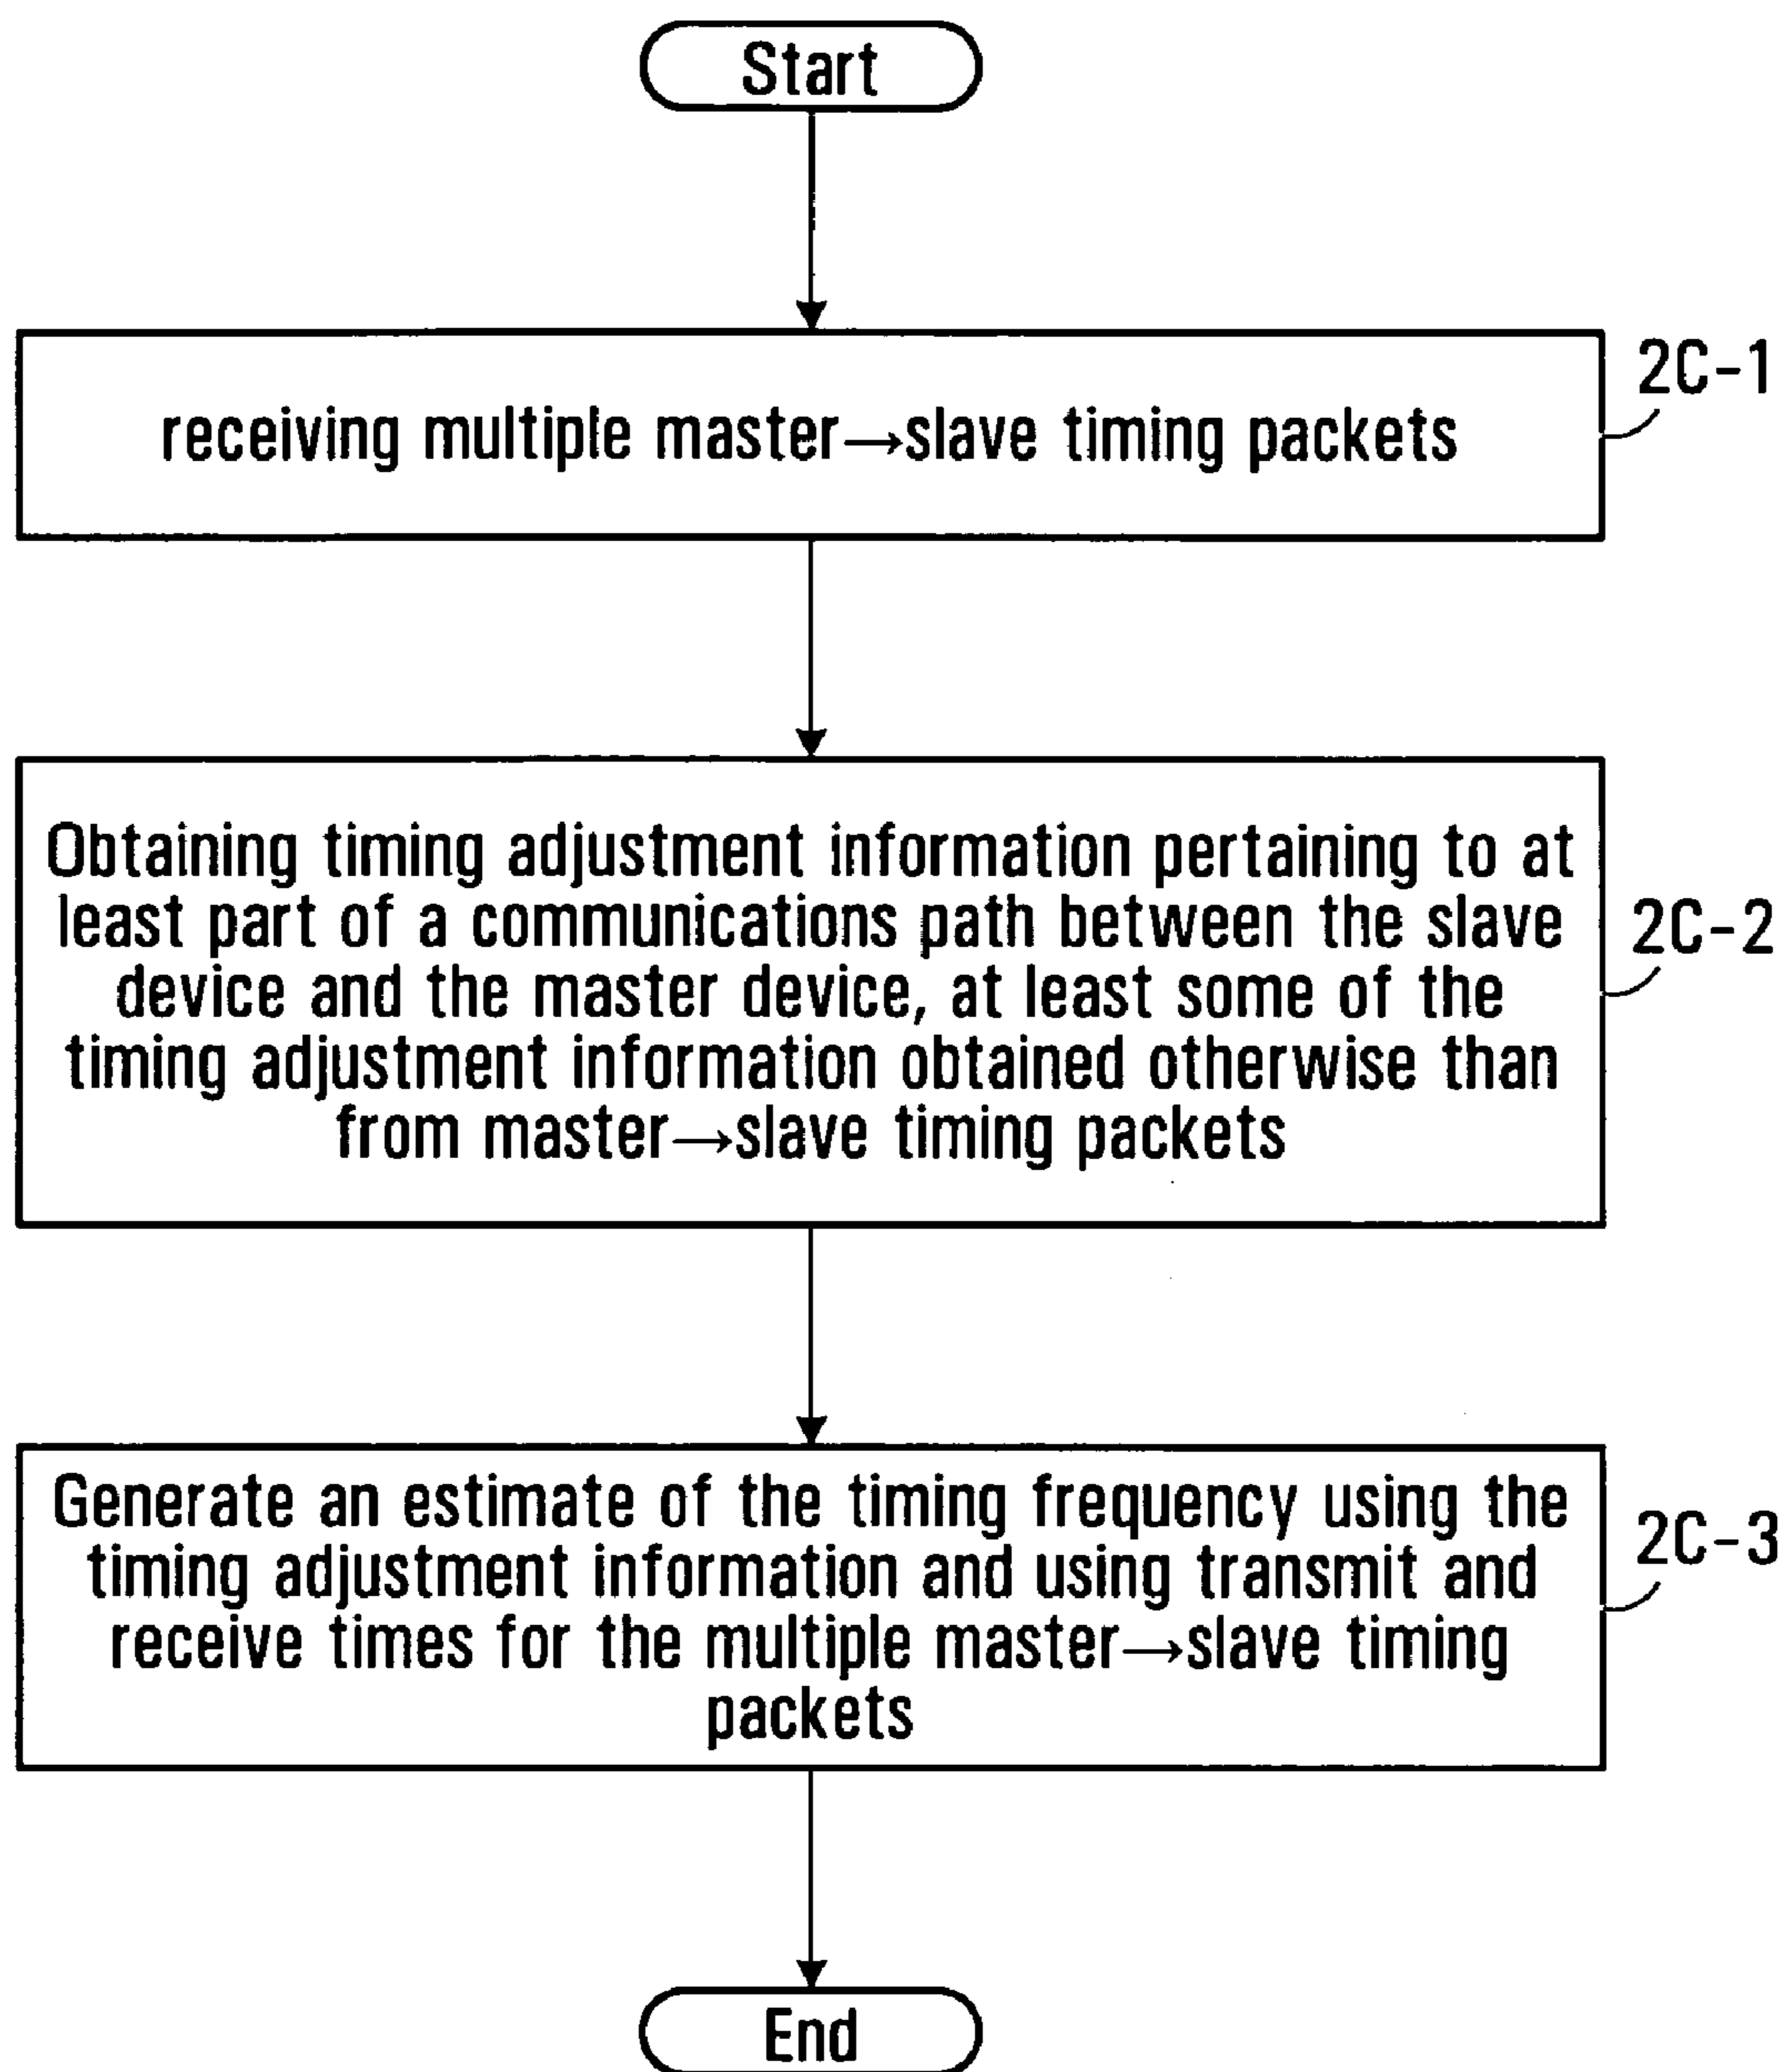 Start
2C-1
receiving multiple master→slave timing packets
Obtaining timing adjustment information pertaining to at
least part of a communications path between the slave
2C-2
device and the master device, at least some of the
timing adjustment information obtained otherwise than
from master→slave timing packets
Generate an estimate of the timing frequency using the
2C-3
timing adjustment information and using transmit and
receive times for the multiple master→slave timing
packets
End